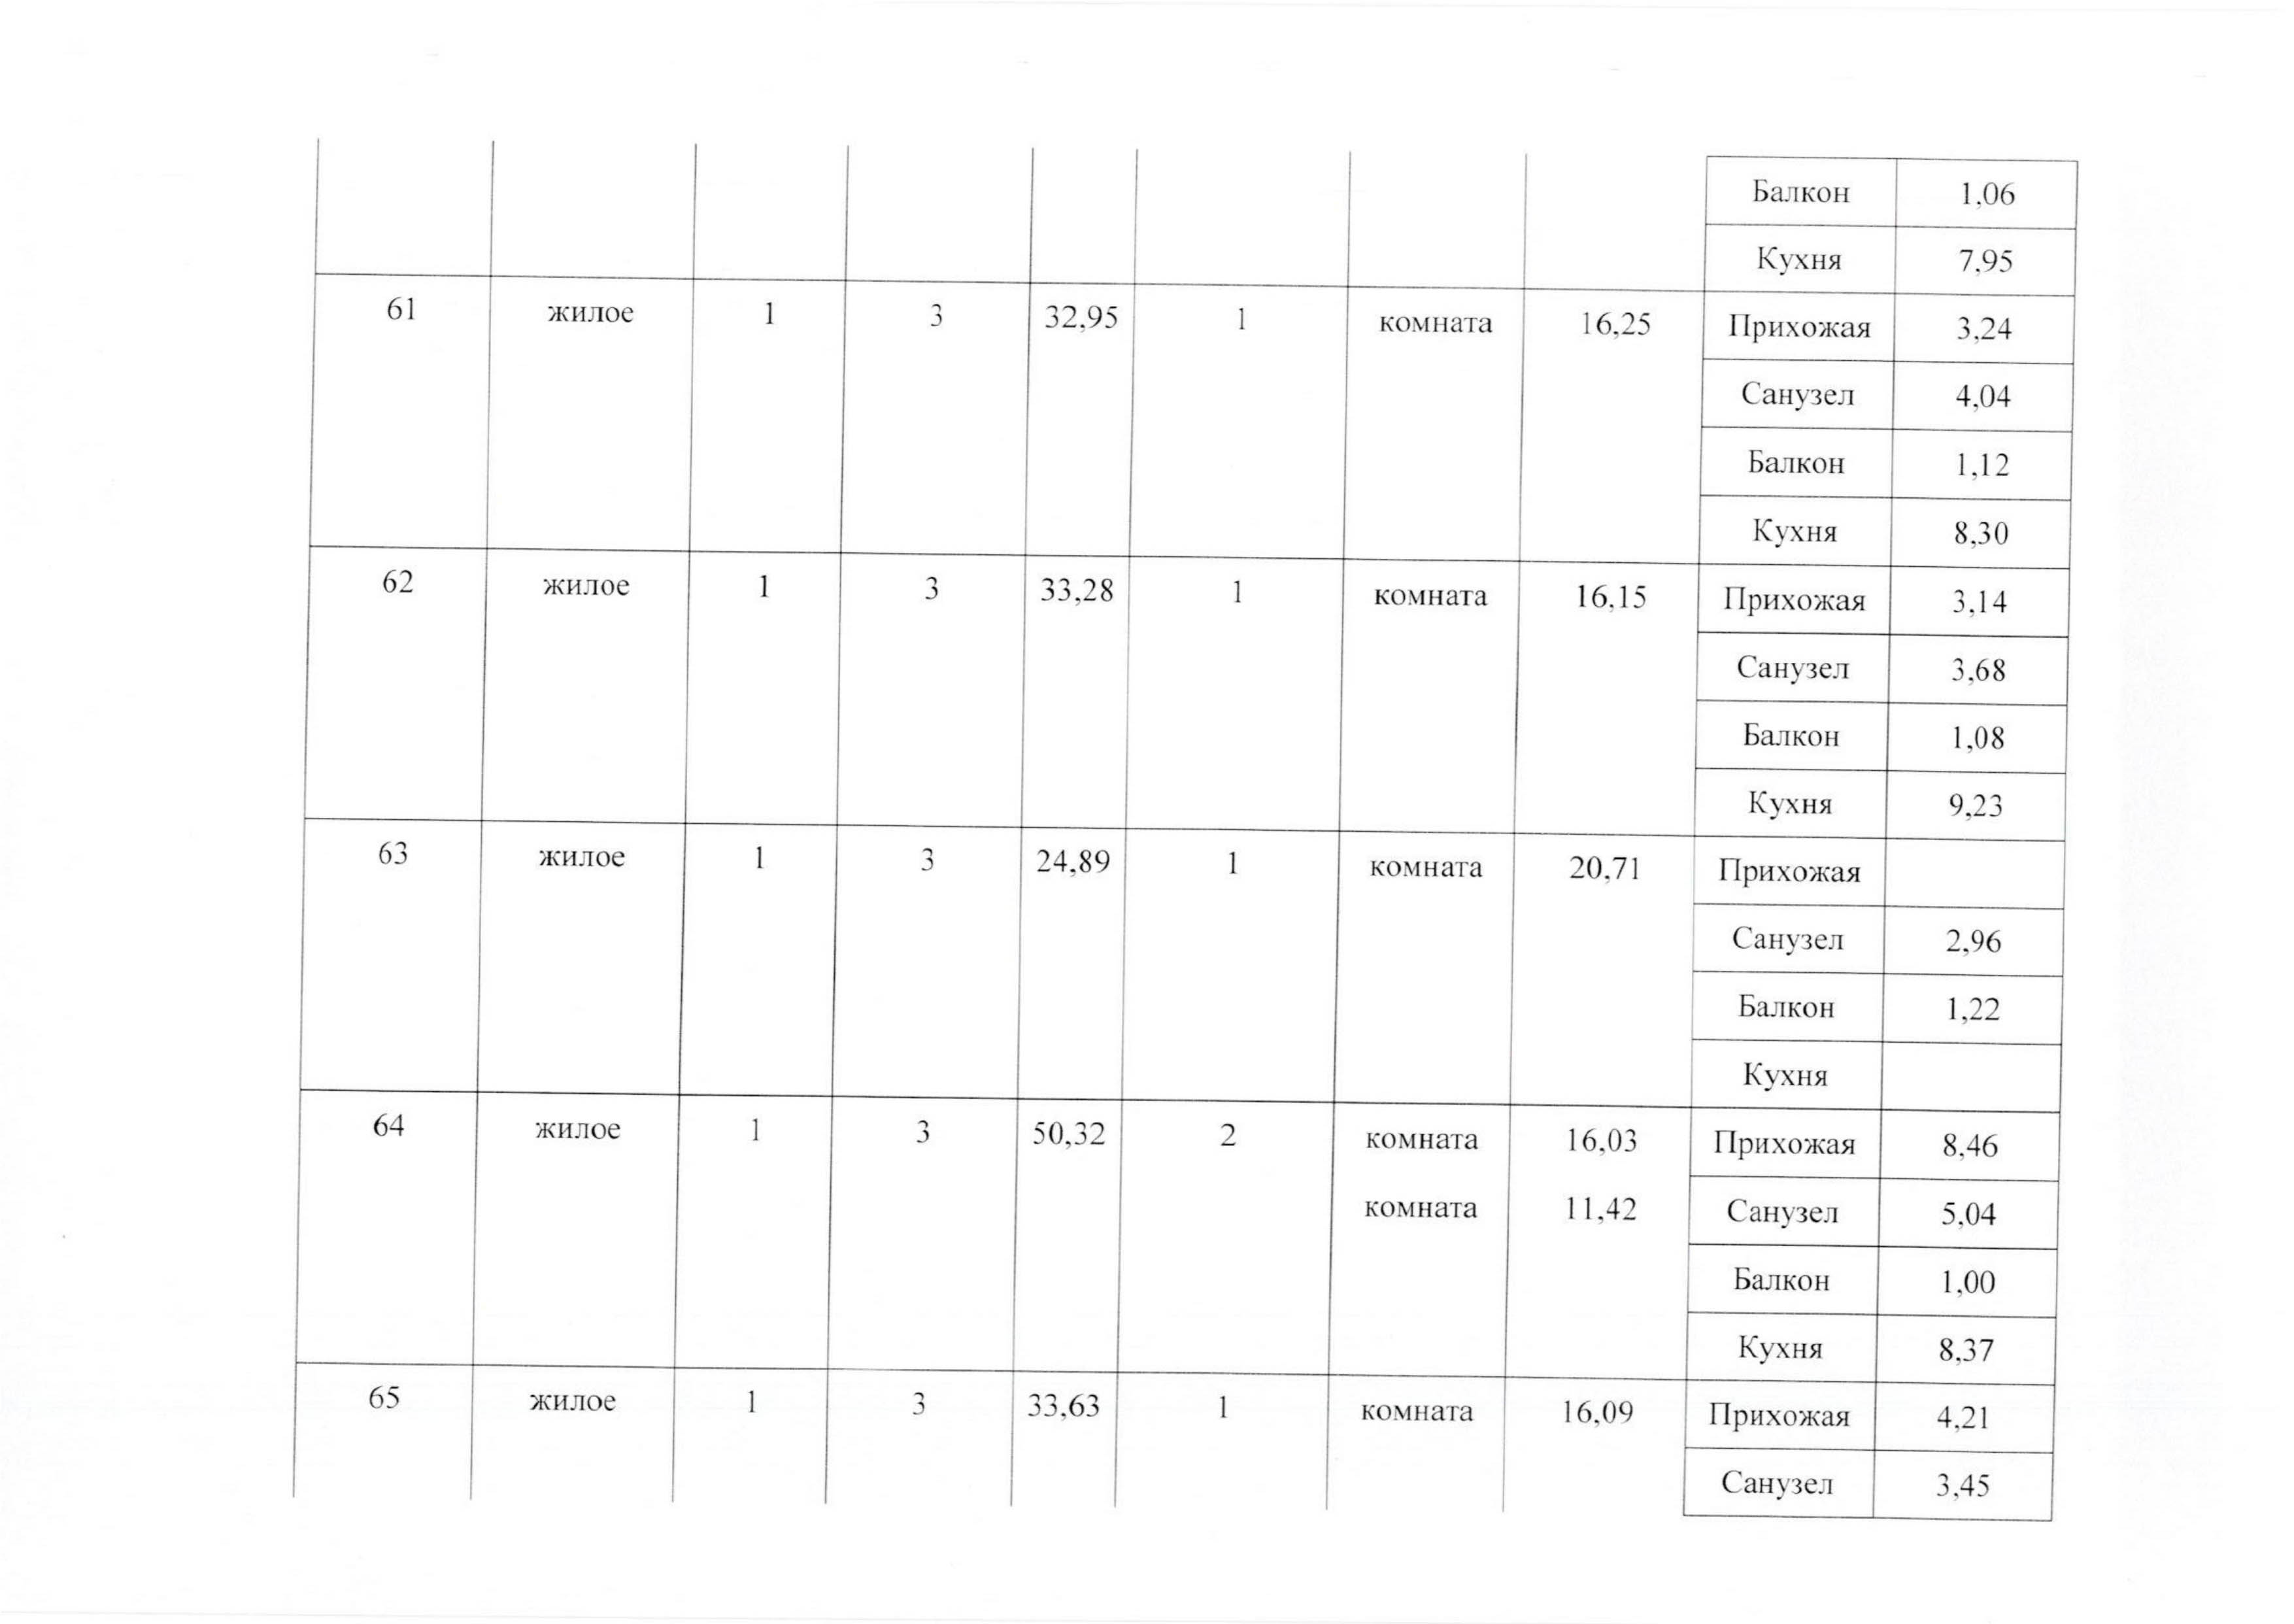 Балкон 1,06
Кухня 7,95
61 жилое 1 3 32,95 1 комната 16,25 Прихожая 3,24
Санузел 4,04
Балкон 1,12
Кухня 8,30
62 жилое 1 3 33,28 1 комната 16,15 Прихожая 3,14
Санузел 3,68
Балкон 1,08
Кухня 9,23
63 жилое 1 3 24,89 1 комната 20,71 Прихожая
Санузел 2,96
Балкон 1,22
Кухня
64 жилое 1 3 50,32 2 комната 16,03 Прихожая 8,46
комната 11,42 Санузел 5,04
Балкон 1,00
Кухня 8,37
65 жилое 1 3 33,63 1 комната 16,09 Прихожая 4,21
Санузел 3,45